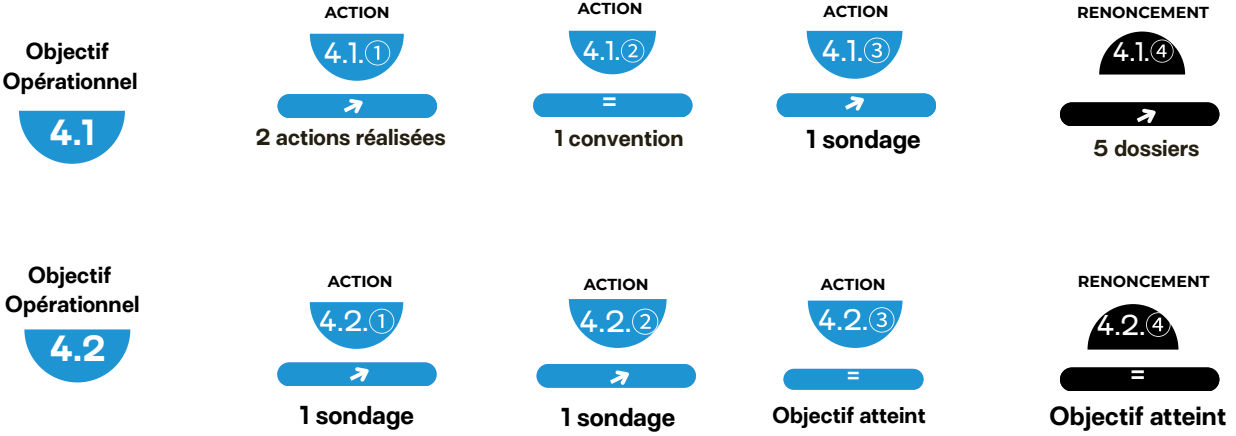 Objectif
Opérationnel
4.1
ACTION
4.1.①
↗
2 actions réalisées
ACTION
4.1.②
=
1 convention
ACTION
4.1.③
↗
1 sondage
RENONCEMENT
4.1.④
↗
5 dossiers
Objectif
Opérationnel
4.2
ACTION
4.2.①
↗
1 sondage
ACTION
4.2.②
↗
1 sondage
ACTION
4.2.③
=
Objectif atteint
RENONCEMENT
4.2.④
=
Objectif atteint